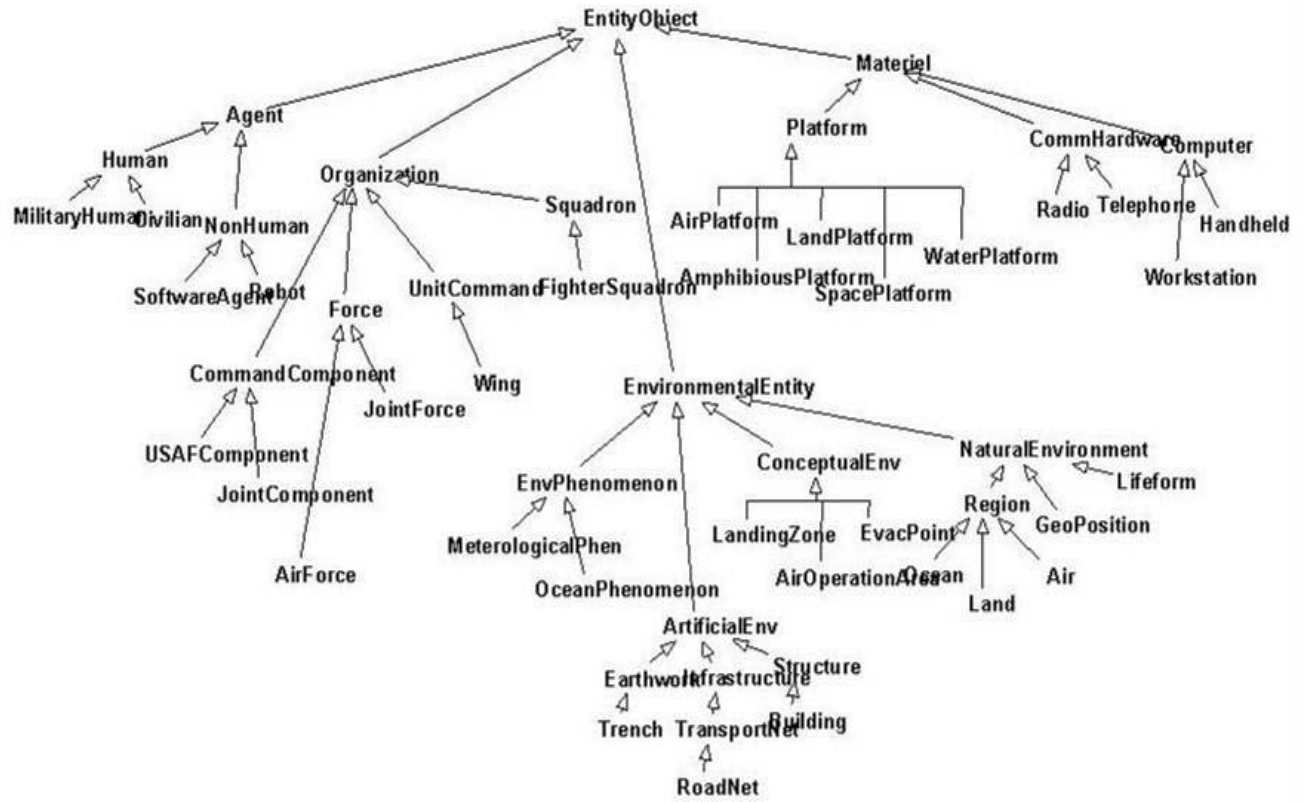 EntityObject
Materiel
Agent
Platform
CommHardware
Computer
Human
Organization
MilitaryHuman
Civilian
NonHuman
Squadron
AirPlatform
LandPlatform
WaterPlatform
Radio
Telephone
Handheld
SoftwareAgent
Robot
UnitCommand
FighterSquadron
AmphibiousPlatform
SpacePlatform
Workstation
Force
CommandComponent
Wing
JointForce
EnvironmentalEntity
USAFComponent
JointComponent
EnvPhenomenon
ConceptualEnv
NaturalEnvironment
Lifeform
Region
GeoPosition
LandingZone
EvacPoint
MeterologicalPhen
AirForce
OceanPhenomenon
AirOperationArea
Ocean
Air
Land
ArtificialEnv
Earthwork
Infrastructure
Structure
Trench
TransportNet
Building
RoadNet